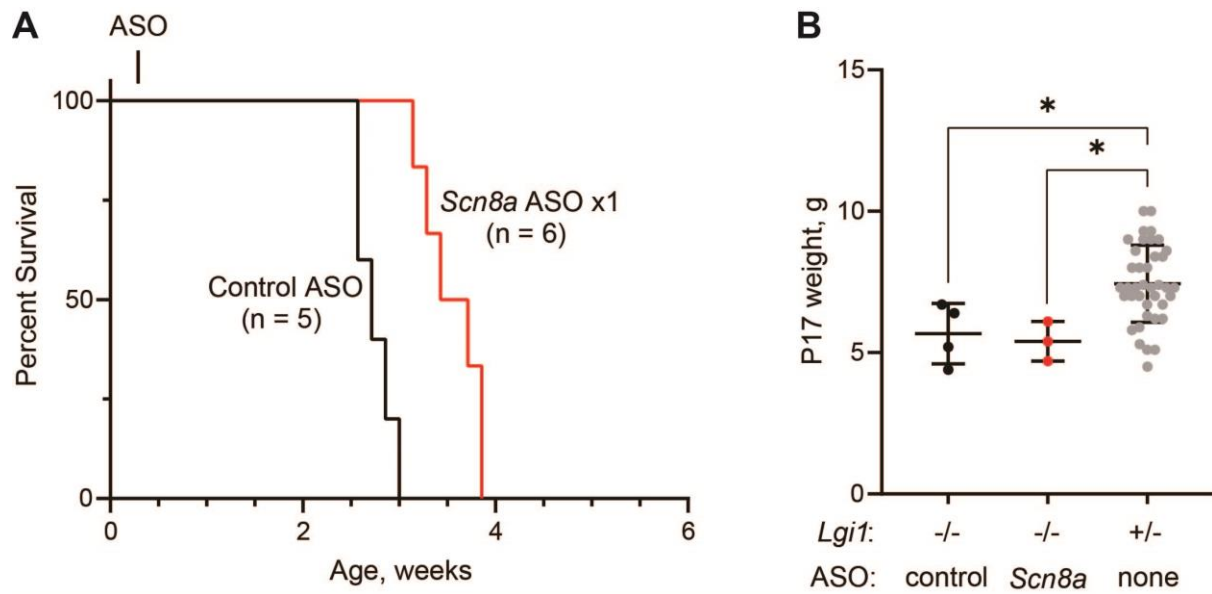 A
ASO
Percent Survival
100
50
0
Control ASO
(n = 5)
Scn8a ASO x1
(n = 6)
0 2 4 6
Age, weeks
B
P17 weight, g
15
10
5
0
*
*
Lgi1: -/- -/- +/-
ASO: control Scn8a none